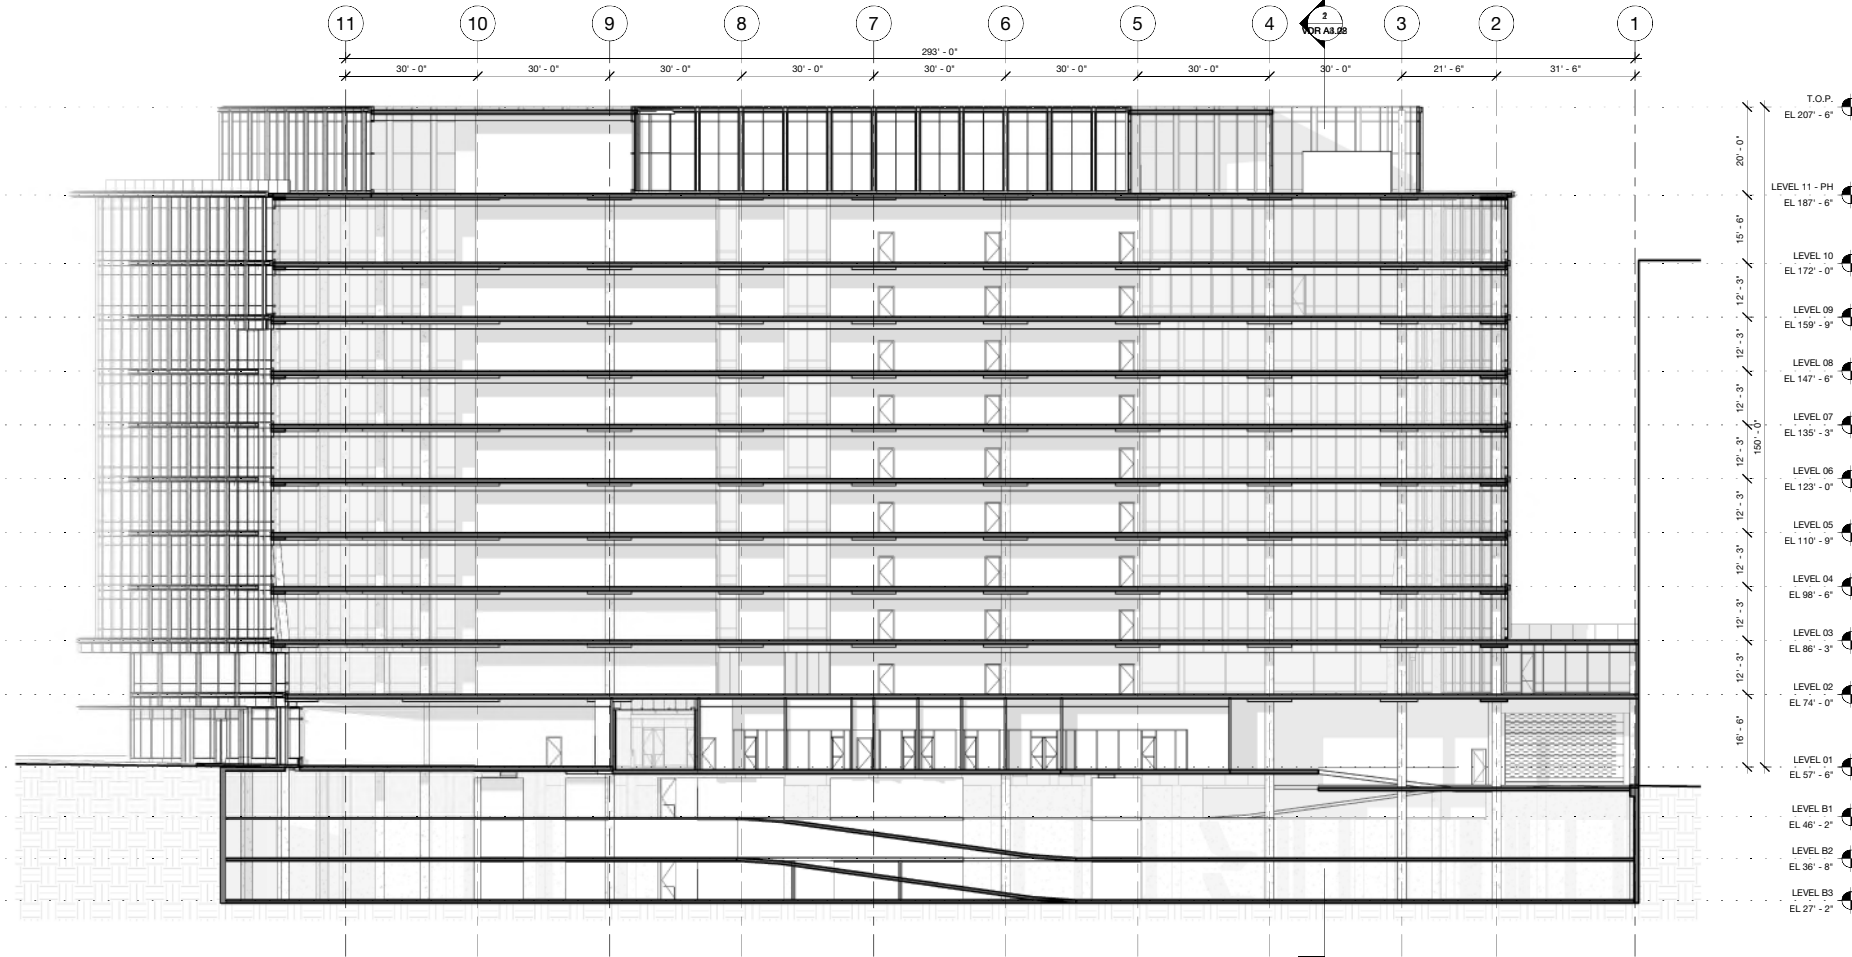 11 10 9 8 7 6 5 4 3 2 1
293' - 0"
30' - 0" 30' - 0" 30' - 0" 30' - 0" 30' - 0" 30' - 0" 30' - 0" 30' - 0" 21' - 6" 31' - 6"
T.O.P.
EL 207' - 6"
20' - 0"
LEVEL 11 - PH
EL 187' - 6"
15' - 6"
LEVEL 10
EL 172' - 0"
12' - 3"
LEVEL 09
EL 159' - 9"
12' - 3"
LEVEL 08
EL 147' - 6"
12' - 3"
LEVEL 07
EL 135' - 3"
150' - 0"
12' - 3"
LEVEL 06
EL 123' - 0"
12' - 3"
LEVEL 05
EL 110' - 9"
12' - 3"
LEVEL 04
EL 98' - 6"
12' - 3"
LEVEL 03
EL 86' - 3"
12' - 3"
LEVEL 02
EL 74' - 0"
16' - 6"
LEVEL 01
EL 57' - 6"
LEVEL B1
EL 46' - 2"
LEVEL B2
EL 36' - 8"
LEVEL B3
EL 27' - 2"